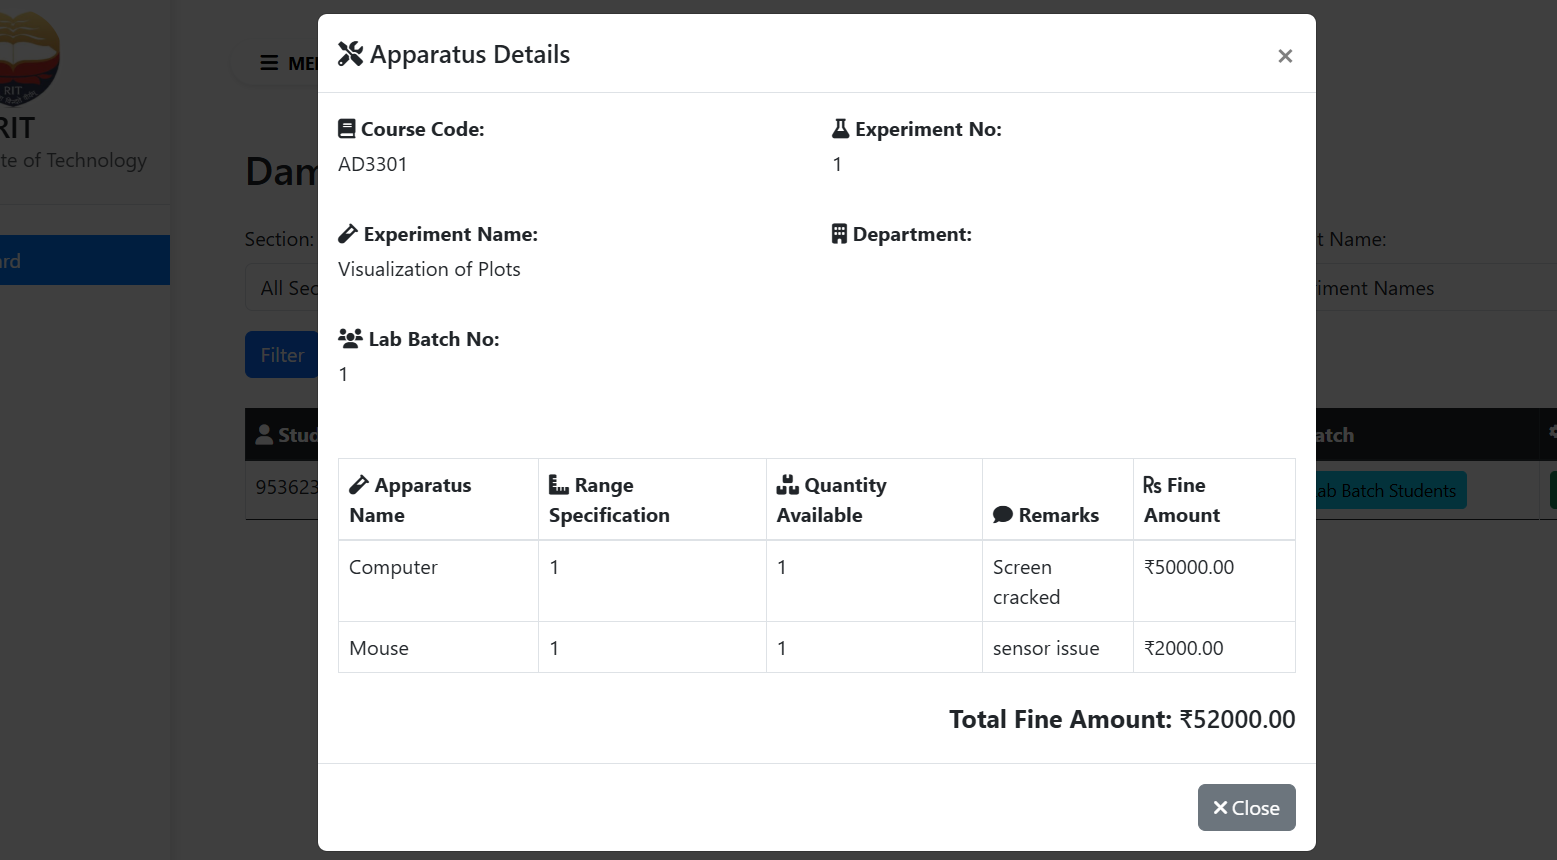 RIT
RIT
te of Technology
rd
Apparatus Details
×
Course Code:
AD3301
Experiment No:
1
Experiment Name:
Visualization of Plots
Department:
Lab Batch No:
1
Section:
t Name:
All Sec
iment Names
Filter
Stud
atch
953623
ab Batch Students
Apparatus Name
Range Specification
Quantity Available
Remarks
₨ Fine Amount
Computer
1
1
Screen cracked
₹50000.00
Mouse
1
1
sensor issue
₹2000.00
Total Fine Amount: ₹52000.00
Close